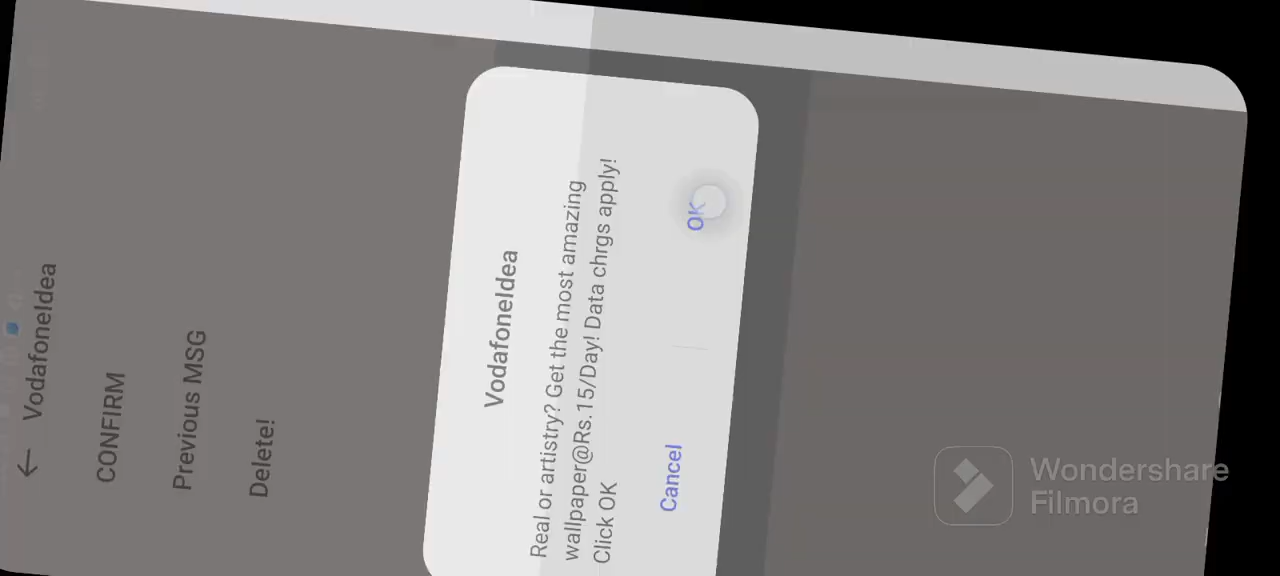 VodafoneIdea
CONFIRM
Previous MSG
Delete!
VodafoneIdea
Real or artistry? Get the most amazing
wallpaper@Rs.15/Day! Data chrgs apply!
Click OK
Cancel
OK
Wondershare
Filmora